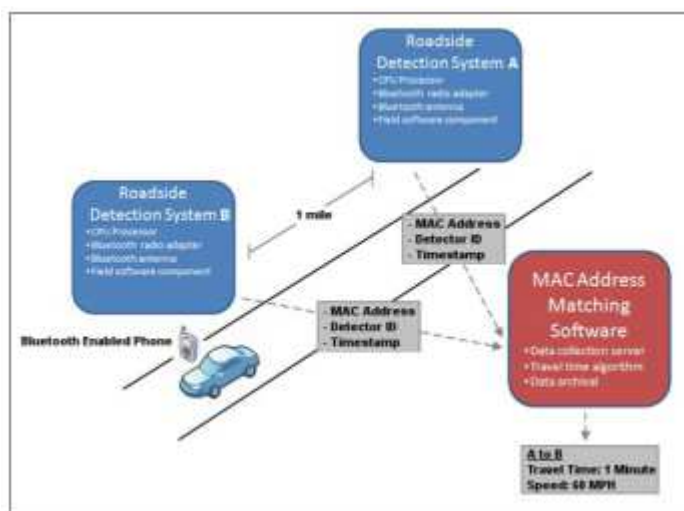 Roadside
Detection System A
•CPU Processor
•Bluetooth radio adapter
•Bluetooth antenna
•Field software component
Roadside
Detection System B
•CPU Processor
•Bluetooth radio adapter
•Bluetooth antenna
•Field software component
1 mile
- MAC Address
- Detector ID
- Timestamp
- MAC Address
- Detector ID
- Timestamp
Bluetooth Enabled Phone
MAC Address
Matching
Software
•Data collection server
•Travel time algorithm
•Data archival
A to B
Travel Time: 1 Minute
Speed: 60 MPH